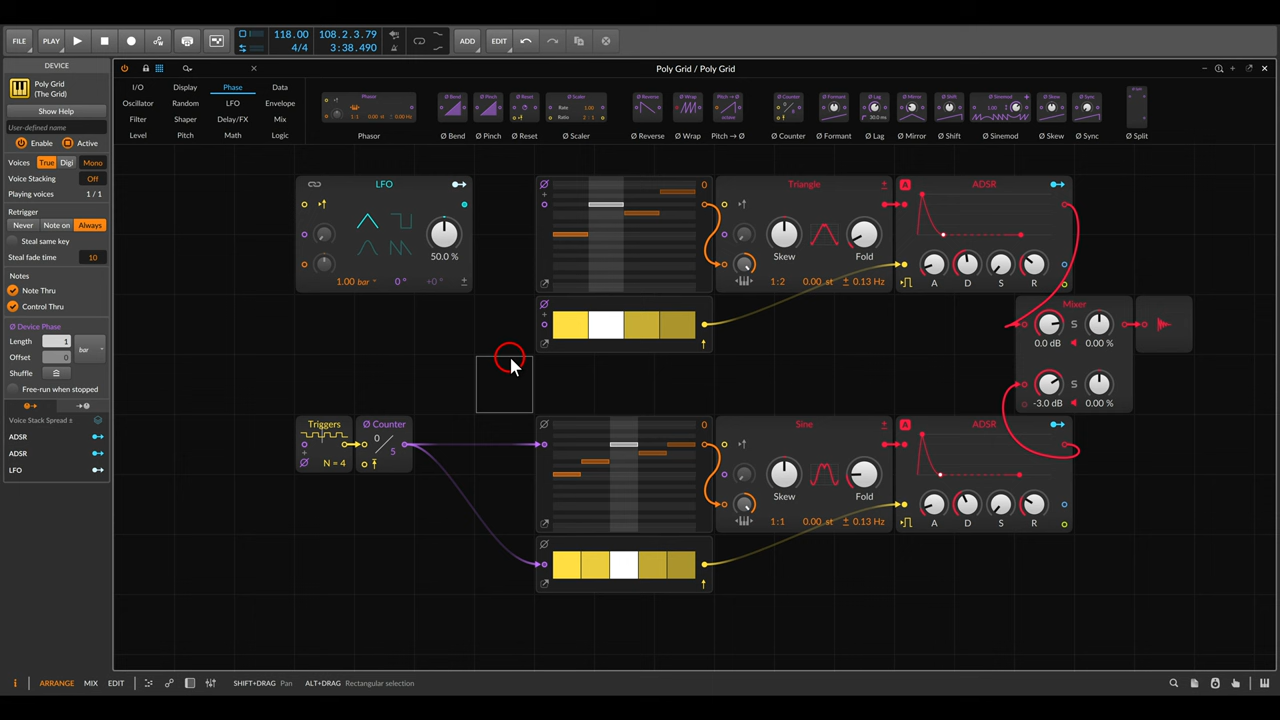 FILE PLAY 118.00 108.2.3.79 ADD EDIT
4/4 3:38.490
DEVICE
Poly Grid
(The Grid)
Show Help
User-defined name
Enable Active
Voices True Digi Mono
Voice Stacking Off
Playing voices 1 / 1
Retrigger
Never Note on Always
Steal same key
Steal fade time 10
Notes
Note Thru
Control Thru
Ø Device Phase
Length 1
bar
Offset 0
Shuffle
Free-run when stopped
Voice Stack Spread ±
ADSR
ADSR
LFO
Poly Grid / Poly Grid
I/O Display Phase Data
Oscillator Random LFO Envelope
Filter Shaper Delay/FX Mix
Level Pitch Math Logic
Phasor Ø Bend Ø Pinch Ø Reset Ø Scaler Ø Reverse Ø Wrap Pitch → Ø Ø Counter Ø Formant Ø Lag Ø Mirror Ø Shift Ø Sinemod Ø Skew Ø Sync Ø Split
LFO
50.0 %
1.00 bar 0° +0° ±
0
Triangle
Skew Fold
1:2 0.00 st ± 0.13 Hz
A ADSR
A D S R
Mixer
S
0.0 dB 0.00 %
S
-3.0 dB 0.00 %
Triggers
N = 4
Ø Counter
0
/
5
0
Sine
Skew Fold
1:1 0.00 st ± 0.13 Hz
A ADSR
A D S R
i ARRANGE MIX EDIT SHIFT+DRAG Pan ALT+DRAG Rectangular selection